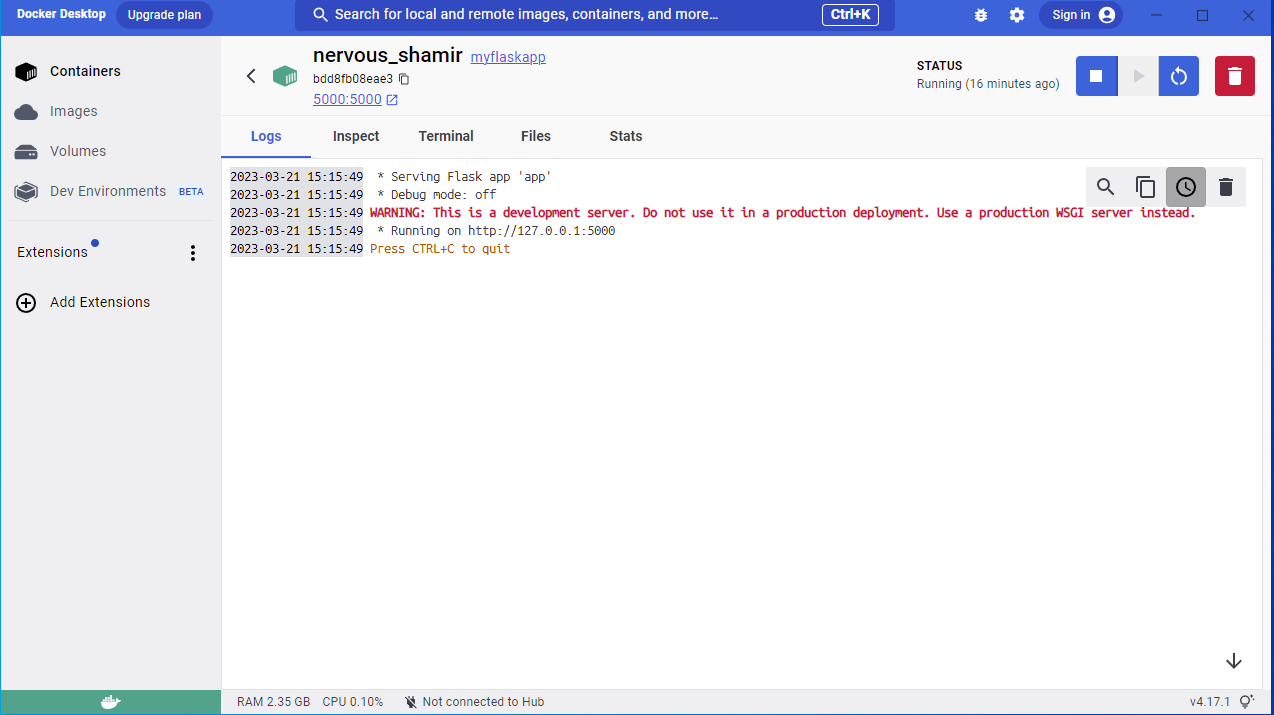 Docker Desktop Upgrade plan Search for local and remote images, containers, and more... Ctrl+K Sign in
Containers
Images
Volumes
Dev Environments BETA
Extensions
Add Extensions
nervous_shamir myflaskapp
bdd8fb08eae3
5000:5000
STATUS
Running (16 minutes ago)
Logs Inspect Terminal Files Stats
2023-03-21 15:15:49 * Serving Flask app 'app'
2023-03-21 15:15:49 * Debug mode: off
2023-03-21 15:15:49 WARNING: This is a development server. Do not use it in a production deployment. Use a production WSGI server instead.
2023-03-21 15:15:49 * Running on http://127.0.0.1:5000
2023-03-21 15:15:49 Press CTRL+C to quit
RAM 2.35 GB CPU 0.10% Not connected to Hub v4.17.1